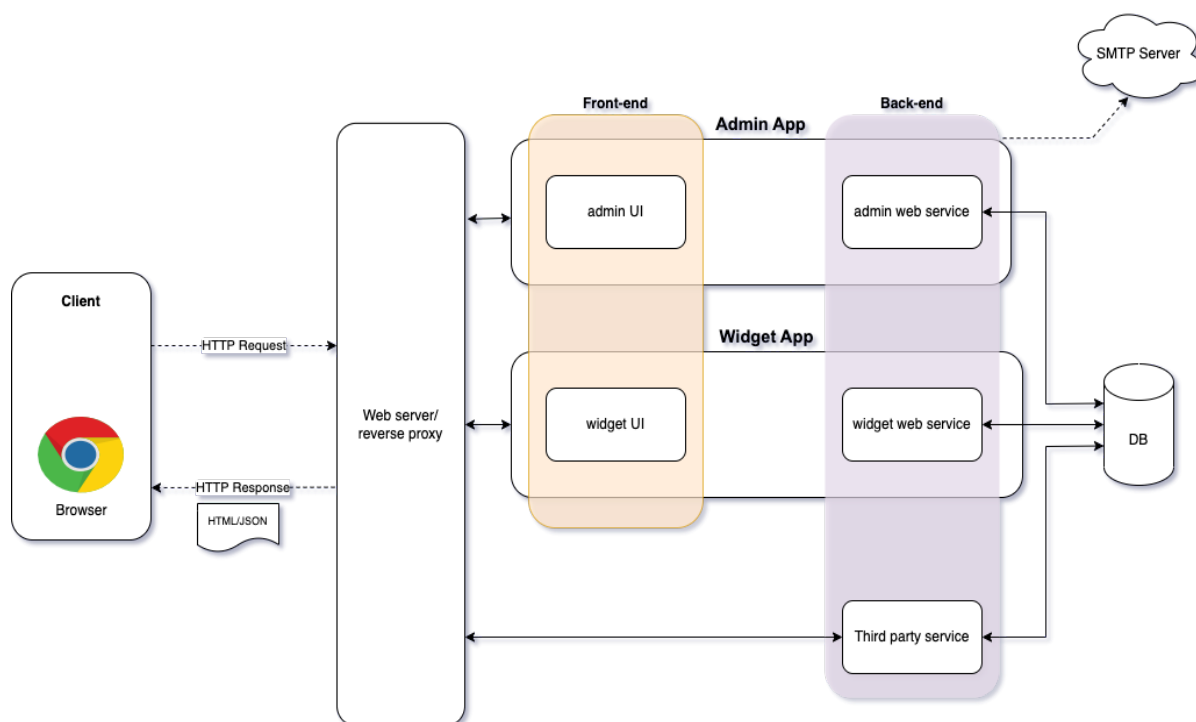 SMTP Server
Front-end
Back-end
Admin App
admin UI
admin web service
Client
HTTP Request
Widget App
Web server/
reverse proxy
widget UI
widget web service
DB
HTTP Response
Browser
HTML/JSON
Third party service